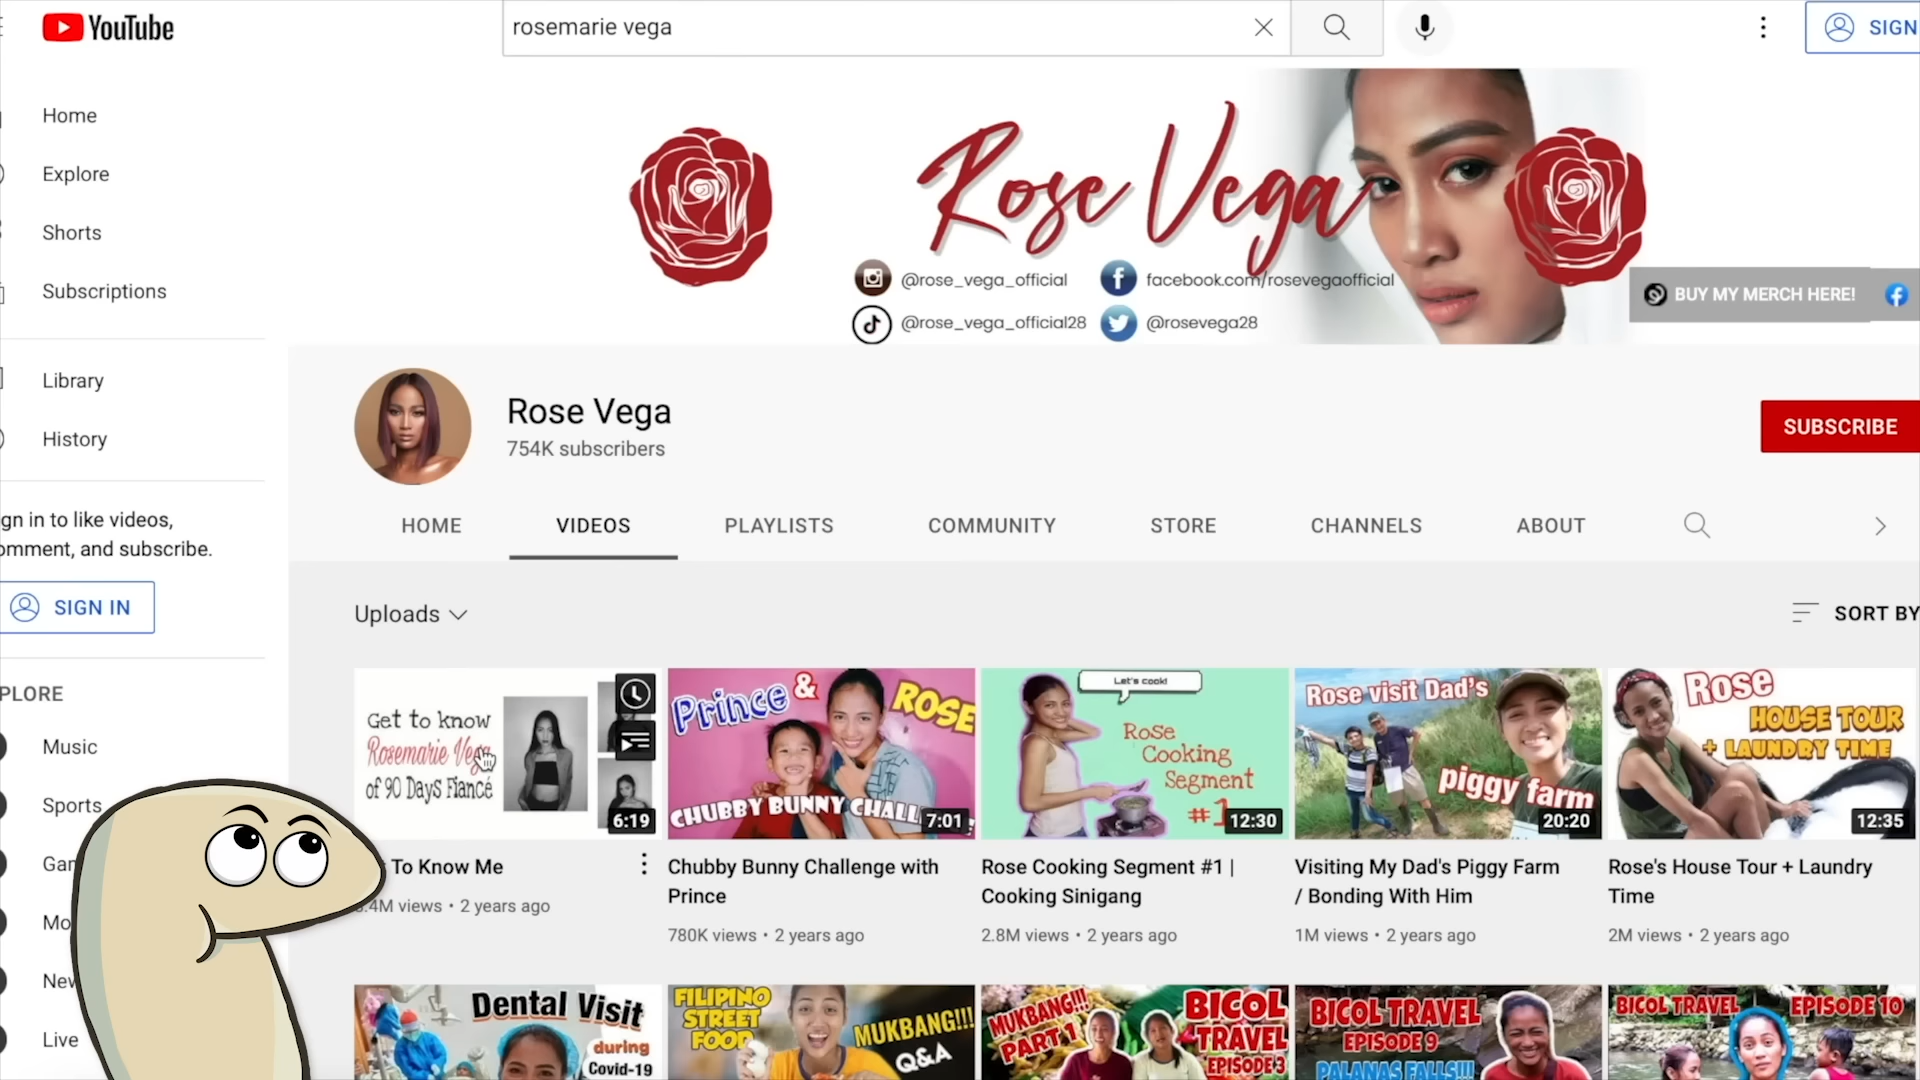 YouTube
rosemarie vega
SIGN
Home
Explore
Shorts
Subscriptions
Library
History
gn in to like videos,
omment, and subscribe.
SIGN IN
PLORE
Music
Sports
Gar
Mo
New
Live
Rose Vega
@rose_vega_official
facebook.com/rosevegaofficial
@rose_vega_official28
@rosevega28
BUY MY MERCH HERE!
Rose Vega
754K subscribers
SUBSCRIBE
HOME
VIDEOS
PLAYLISTS
COMMUNITY
STORE
CHANNELS
ABOUT
Uploads
SORT BY
Get to know
Rosemarie Vega
of 90 Days Fiancé
6:19
To Know Me
.4M views • 2 years ago
Prince & ROSE
CHUBBY BUNNY CHALL
7:01
Chubby Bunny Challenge with
Prince
780K views • 2 years ago
Let's cook!
Rose
Cooking
Segment
#1
12:30
Rose Cooking Segment #1 |
Cooking Sinigang
2.8M views • 2 years ago
Rose visit Dad's
piggy farm
20:20
Visiting My Dad's Piggy Farm
/ Bonding With Him
1M views • 2 years ago
Rose
HOUSE TOUR
+ LAUNDRY TIME
12:35
Rose's House Tour + Laundry
Time
2M views • 2 years ago
Dental Visit
during
Covid-19
FILIPINO
STREET
FOOD
MUKBANG!!!
Q&A
MUKBANG!!!
PART 1
BICOL
TRAVEL
EPISODE 3
BICOL TRAVEL
EPISODE 9
PALANAS FALLS!!!
BICOL TRAVEL
EPISODE 10